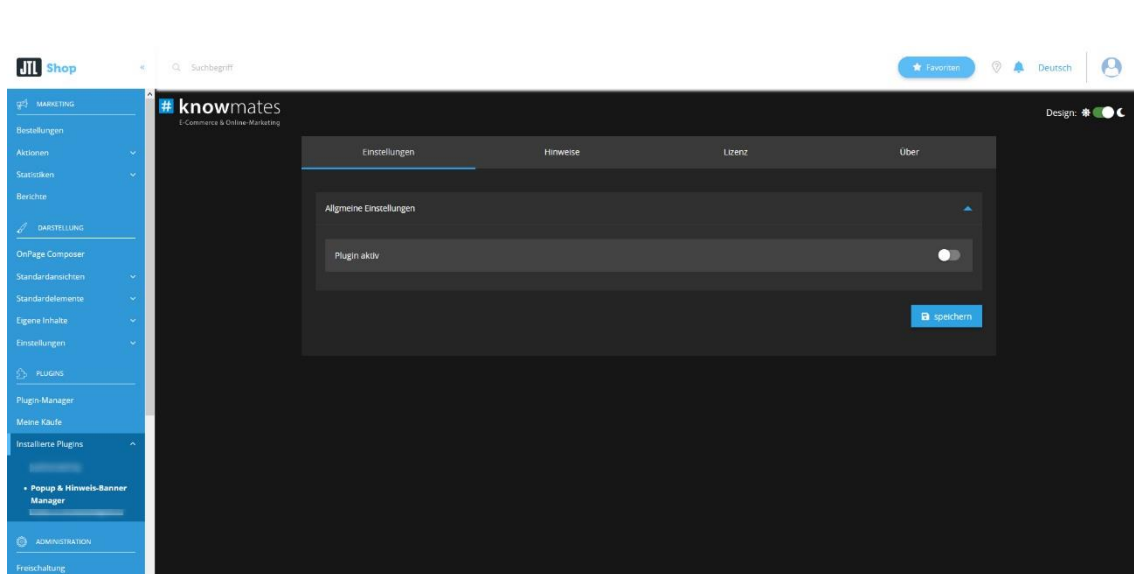 JTL Shop
Suchbegriff
Favoriten
Deutsch
MARKETING
Bestellungen
Aktionen
Statistiken
Berichte
DARSTELLUNG
OnPage Composer
Standardansichten
Standardelemente
Eigene Inhalte
Einstellungen
PLUGINS
Plugin-Manager
Meine Käufe
Installierte Plugins
• Popup & Hinweis-Banner
Manager
ADMINISTRATION
Freischaltung
# knowmates
E-Commerce & Online-Marketing
Design:
Einstellungen
Hinweise
Lizenz
Über
Allgmeine Einstellungen
Plugin aktiv
speichern